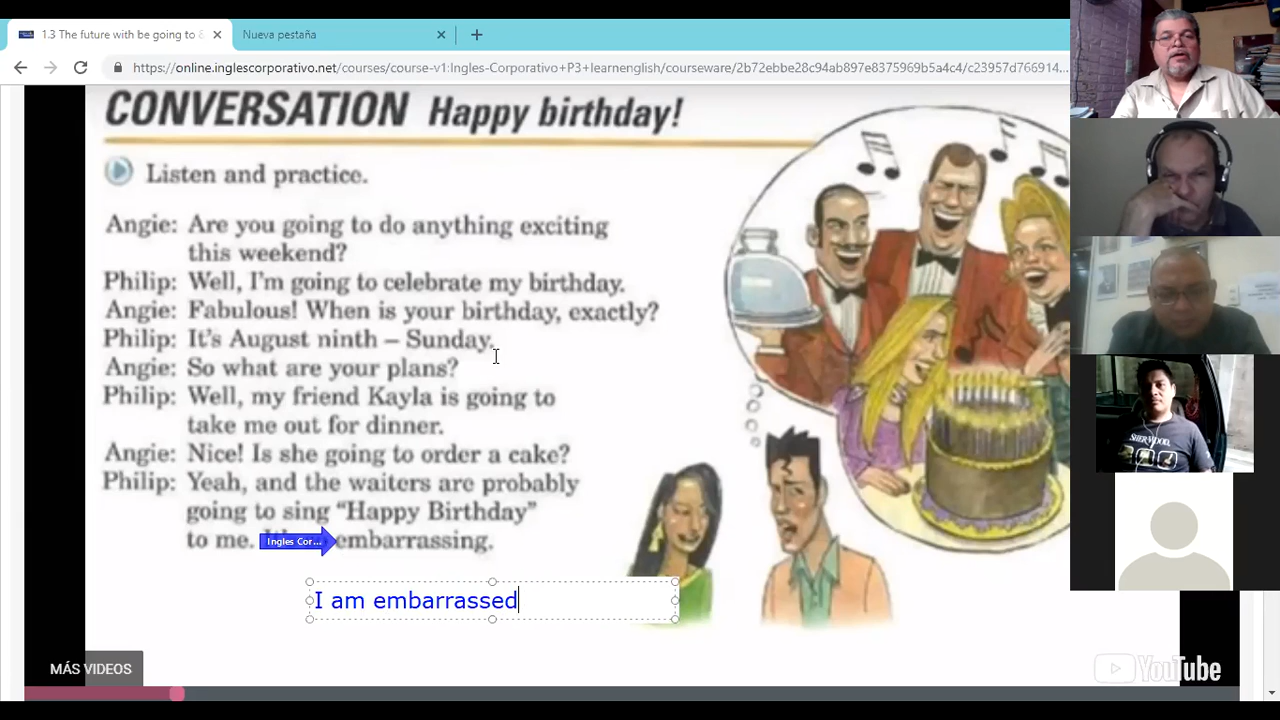 1.3 The future with be going to &
Nueva pestaña
https://online.inglescorporativo.net/courses/course-v1:Ingles-Corporativo+P3+learnenglish/courseware/2b72ebbe28c94ab897e8375969b5a4c4/c23957d766914...
CONVERSATION Happy birthday!
Listen and practice.
Angie: Are you going to do anything exciting
this weekend?
Philip: Well, I'm going to celebrate my birthday.
Angie: Fabulous! When is your birthday, exactly?
Philip: It's August ninth – Sunday.
Angie: So what are your plans?
Philip: Well, my friend Kayla is going to
take me out for dinner.
Angie: Nice! Is she going to order a cake?
Philip: Yeah, and the waiters are probably
going to sing "Happy Birthday"
to me. Ingles Cor... embarrassing.
I am embarrassed
MÁS VIDEOS
YouTube
SHERWOOD